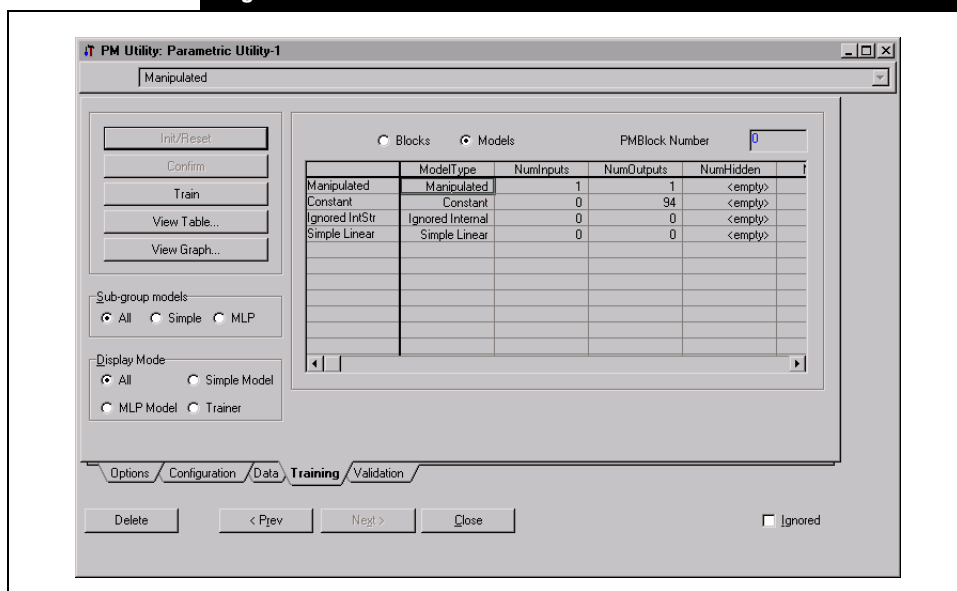 PM Utility: Parametric Utility-1
Manipulated
Init/Reset
Confirm
Train
View Table...
View Graph...
Blocks Models PMBlock Number 0
ModelType NumInputs NumOutputs NumHidden
Manipulated Manipulated 1 1 <empty>
Constant Constant 0 94 <empty>
Ignored IntStr Ignored Internal 0 0 <empty>
Simple Linear Simple Linear 0 0 <empty>
Sub-group models
All Simple MLP
Display Mode
All Simple Model
MLP Model Trainer
Options Configuration Data Training Validation
Delete < Prev Next > Close Ignored